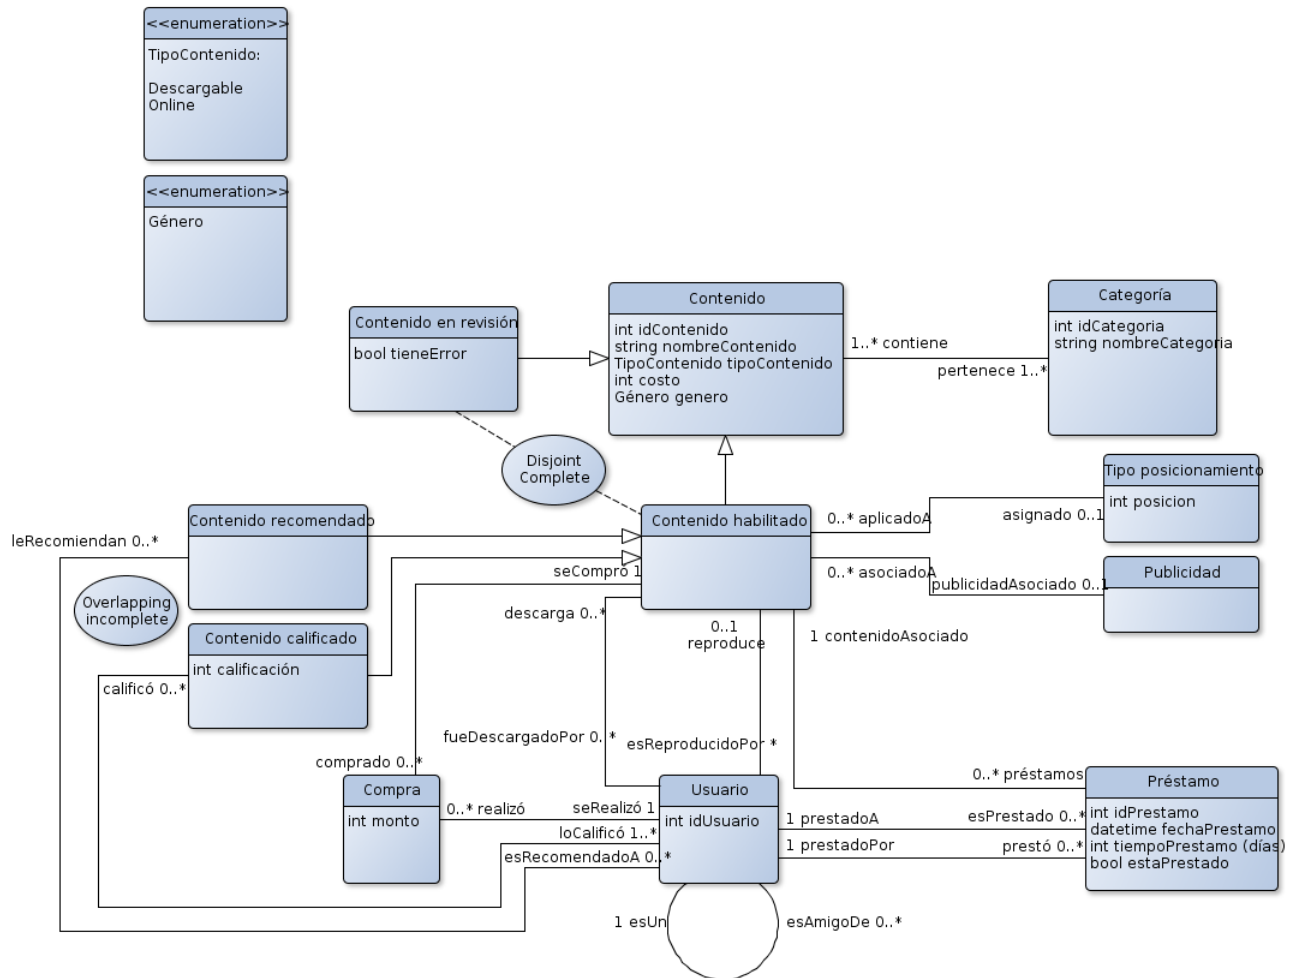 <<enumeration>>
TipoContenido:
Descargable
Online
<<enumeration>>
Género
Contenido en revisión
bool tieneError
Contenido
int idContenido
string nombreContenido
TipoContenido tipoContenido
int costo
Género genero
1..* contiene
pertenece 1..*
Categoría
int idCategoria
string nombreCategoria
Disjoint
Complete
Tipo posicionamiento
int posicion
Contenido recomendado
Contenido habilitado
0..* aplicadoA
asignado 0..1
leRecomiendan 0..*
Overlapping
incomplete
seCompró 1
0..* asociadoA
publicidadAsociado 0..1
Publicidad
descarga 0..*
0..1
reproduce
1 contenidoAsociado
Contenido calificado
int calificación
calificó 0..*
fueDescargadoPor 0..*
esReproducidoPor *
comprado 0..*
0..* préstamos
Compra
int monto
0..* realizó
seRealizó 1
loCalificó 1..*
esRecomendadoA 0..*
Usuario
int idUsuario
1 prestadoA
esPrestado 0..*
1 prestadoPor
prestó 0..*
Préstamo
int idPrestamo
datetime fechaPrestamo
int tiempoPrestamo (días)
bool estaPrestado
1 esUn
esAmigoDe 0..*